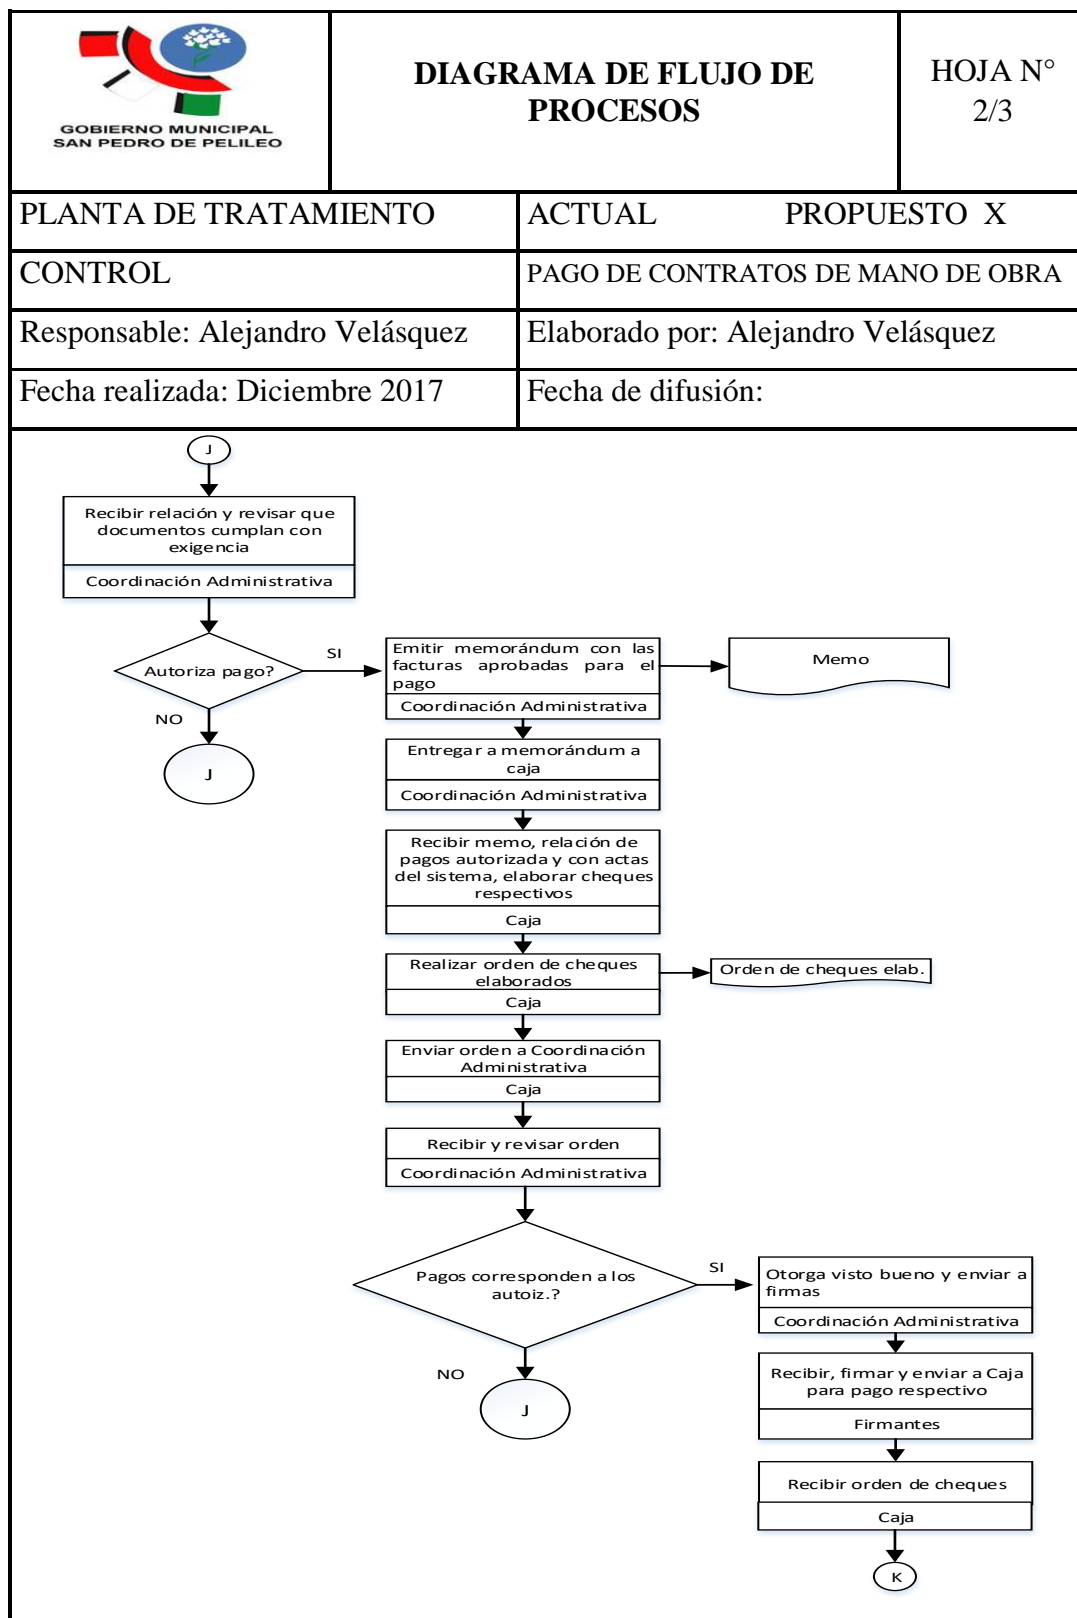 GOBIERNO MUNICIPAL
SAN PEDRO DE PELILEO
DIAGRAMA DE FLUJO DE
PROCESOS
HOJA N°
2/3
PLANTA DE TRATAMIENTO
ACTUAL PROPUESTO X
CONTROL
PAGO DE CONTRATOS DE MANO DE OBRA
Responsable: Alejandro Velásquez
Elaborado por: Alejandro Velásquez
Fecha realizada: Diciembre 2017
Fecha de difusión:
J
Recibir relación y revisar que
documentos cumplan con
exigencia
Coordinación Administrativa
Autoriza pago?
SI
NO
J
Emitir memorándum con las
facturas aprobadas para el
pago
Coordinación Administrativa
Memo
Entregar a memorándum a
caja
Coordinación Administrativa
Recibir memo, relación de
pagos autorizada y con actas
del sistema, elaborar cheques
respectivos
Caja
Realizar orden de cheques
elaborados
Caja
Orden de cheques elab.
Enviar orden a Coordinación
Administrativa
Caja
Recibir y revisar orden
Coordinación Administrativa
Pagos corresponden a los
autoiz.?
SI
NO
J
Otorga visto bueno y enviar a
firmas
Coordinación Administrativa
Recibir, firmar y enviar a Caja
para pago respectivo
Firmantes
Recibir orden de cheques
Caja
K